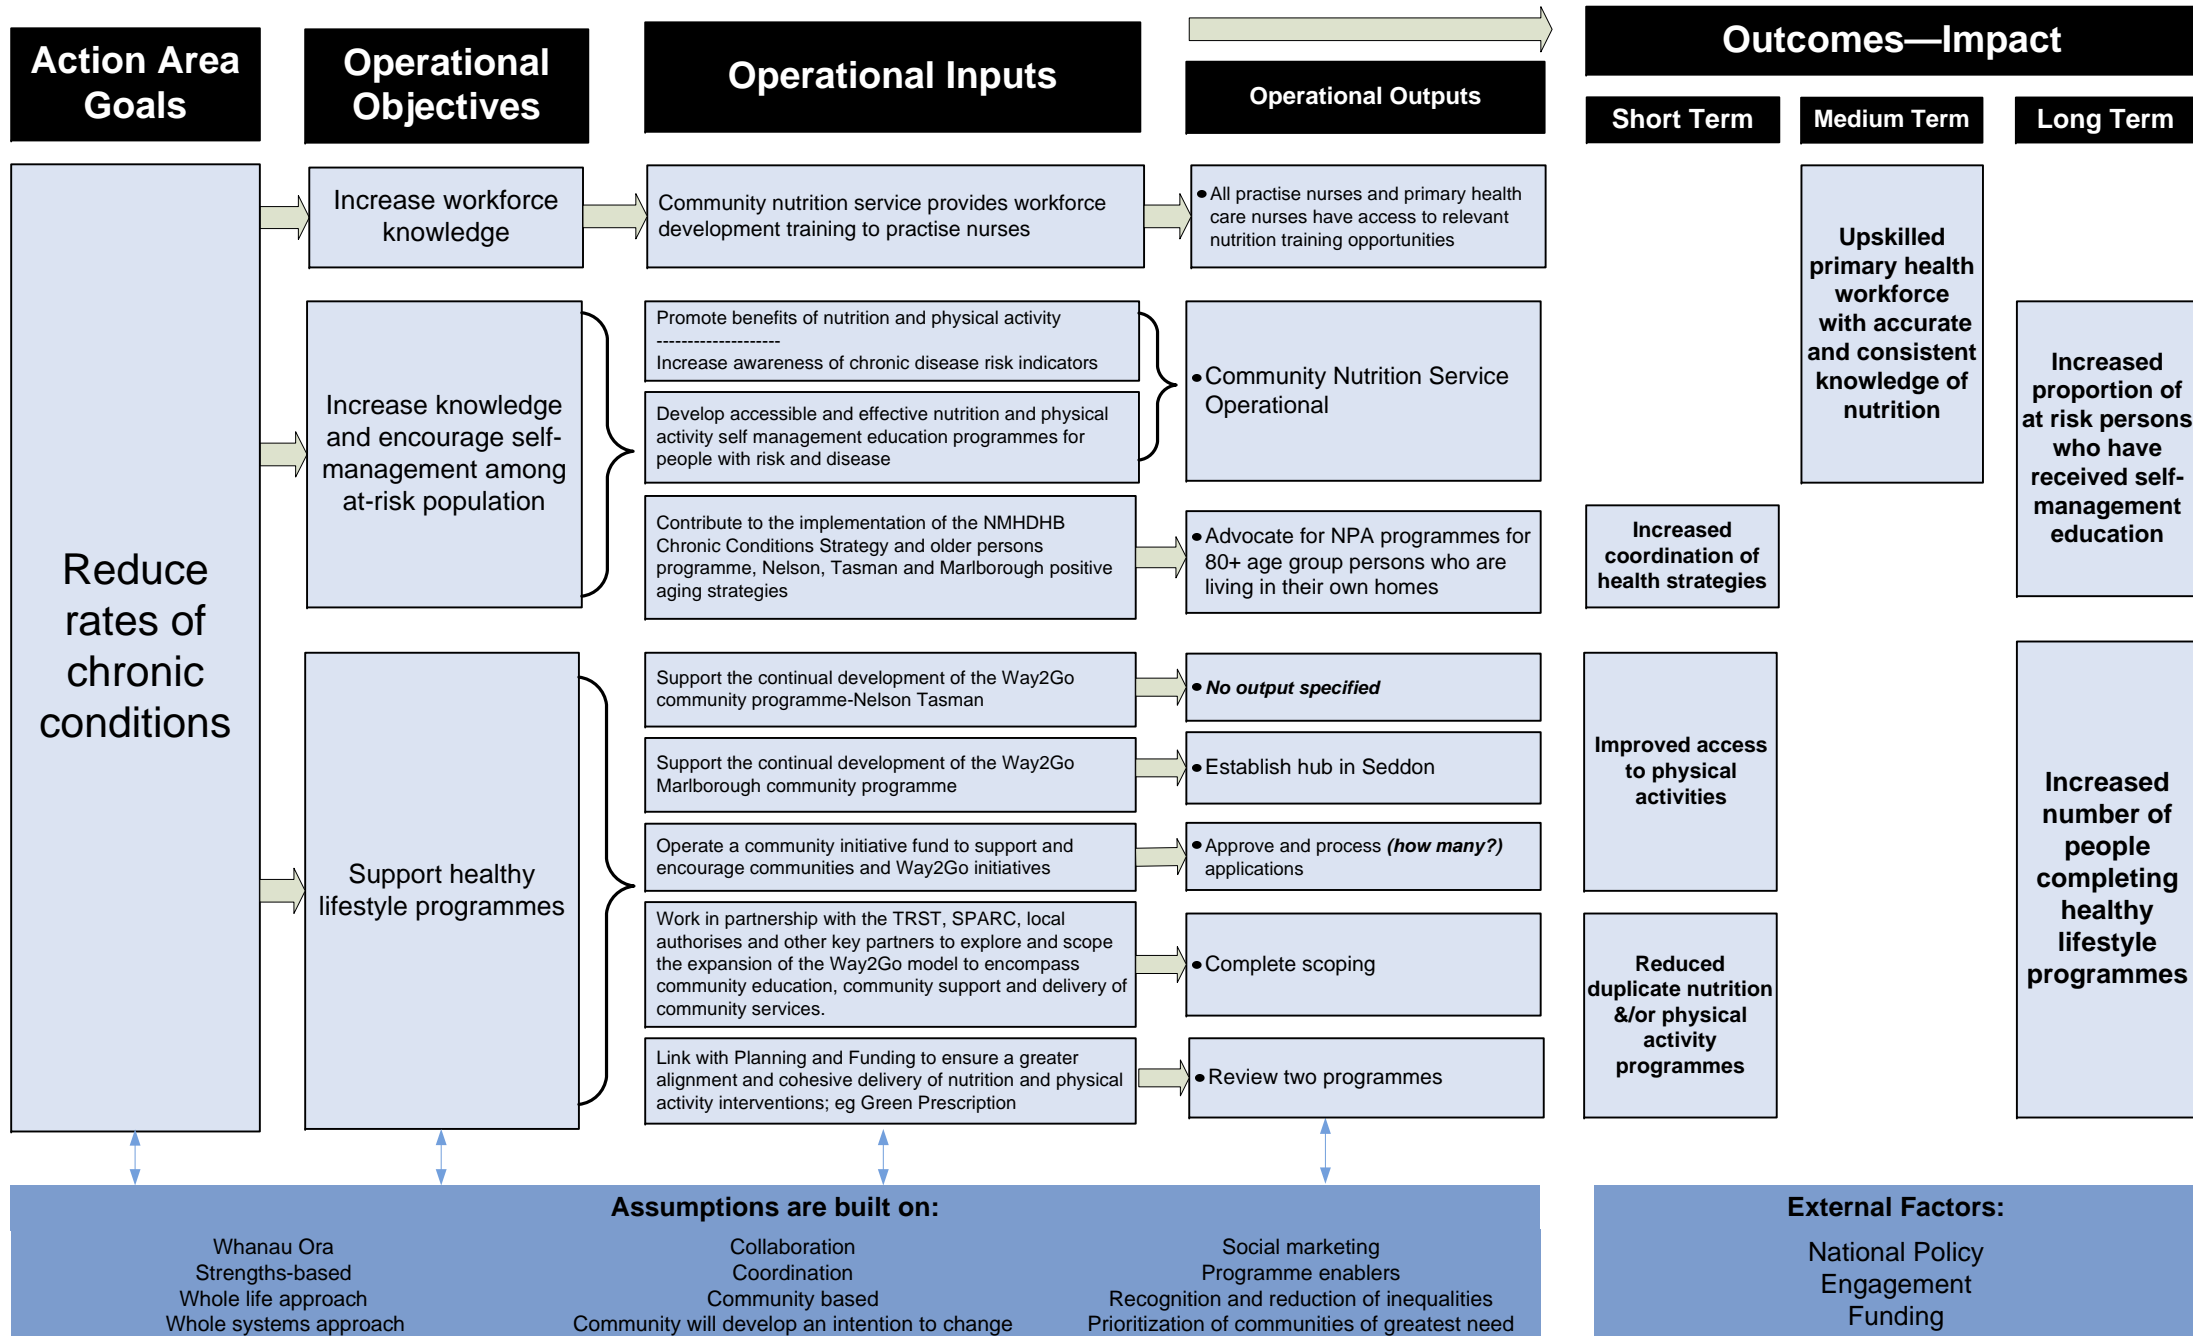 Action Area
Goals
Operational
Objectives
Operational Inputs
Operational Outputs
Outcomes—Impact
Short Term
Medium Term
Long Term
Reduce
rates of
chronic
conditions
Increase workforce
knowledge
Community nutrition service provides workforce
development training to practise nurses
• All practise nurses and primary health
care nurses have access to relevant
nutrition training opportunities
Increase knowledge
and encourage self-
management among
at-risk population
Promote benefits of nutrition and physical activity
--------------------
Increase awareness of chronic disease risk indicators
Develop accessible and effective nutrition and physical
activity self management education programmes for
people with risk and disease
• Community Nutrition Service
Operational
Contribute to the implementation of the NMHDHB
Chronic Conditions Strategy and older persons
programme, Nelson, Tasman and Marlborough positive
aging strategies
• Advocate for NPA programmes for
80+ age group persons who are
living in their own homes
Support healthy
lifestyle programmes
Support the continual development of the Way2Go
community programme-Nelson Tasman
• No output specified
Support the continual development of the Way2Go
Marlborough community programme
• Establish hub in Seddon
Operate a community initiative fund to support and
encourage communities and Way2Go initiatives
• Approve and process (how many?)
applications
Work in partnership with the TRST, SPARC, local
authorises and other key partners to explore and scope
the expansion of the Way2Go model to encompass
community education, community support and delivery of
community services.
• Complete scoping
Link with Planning and Funding to ensure a greater
alignment and cohesive delivery of nutrition and physical
activity interventions; eg Green Prescription
• Review two programmes
Increased
coordination of
health strategies
Improved access
to physical
activities
Reduced
duplicate nutrition
&/or physical
activity
programmes
Upskilled
primary health
workforce
with accurate
and consistent
knowledge of
nutrition
Increased
proportion of
at risk persons
who have
received self-
management
education
Increased
number of
people
completing
healthy
lifestyle
programmes
Assumptions are built on:
Whanau Ora
Strengths-based
Whole life approach
Whole systems approach
Collaboration
Coordination
Community based
Community will develop an intention to change
Social marketing
Programme enablers
Recognition and reduction of inequalities
Prioritization of communities of greatest need
External Factors:
National Policy
Engagement
Funding